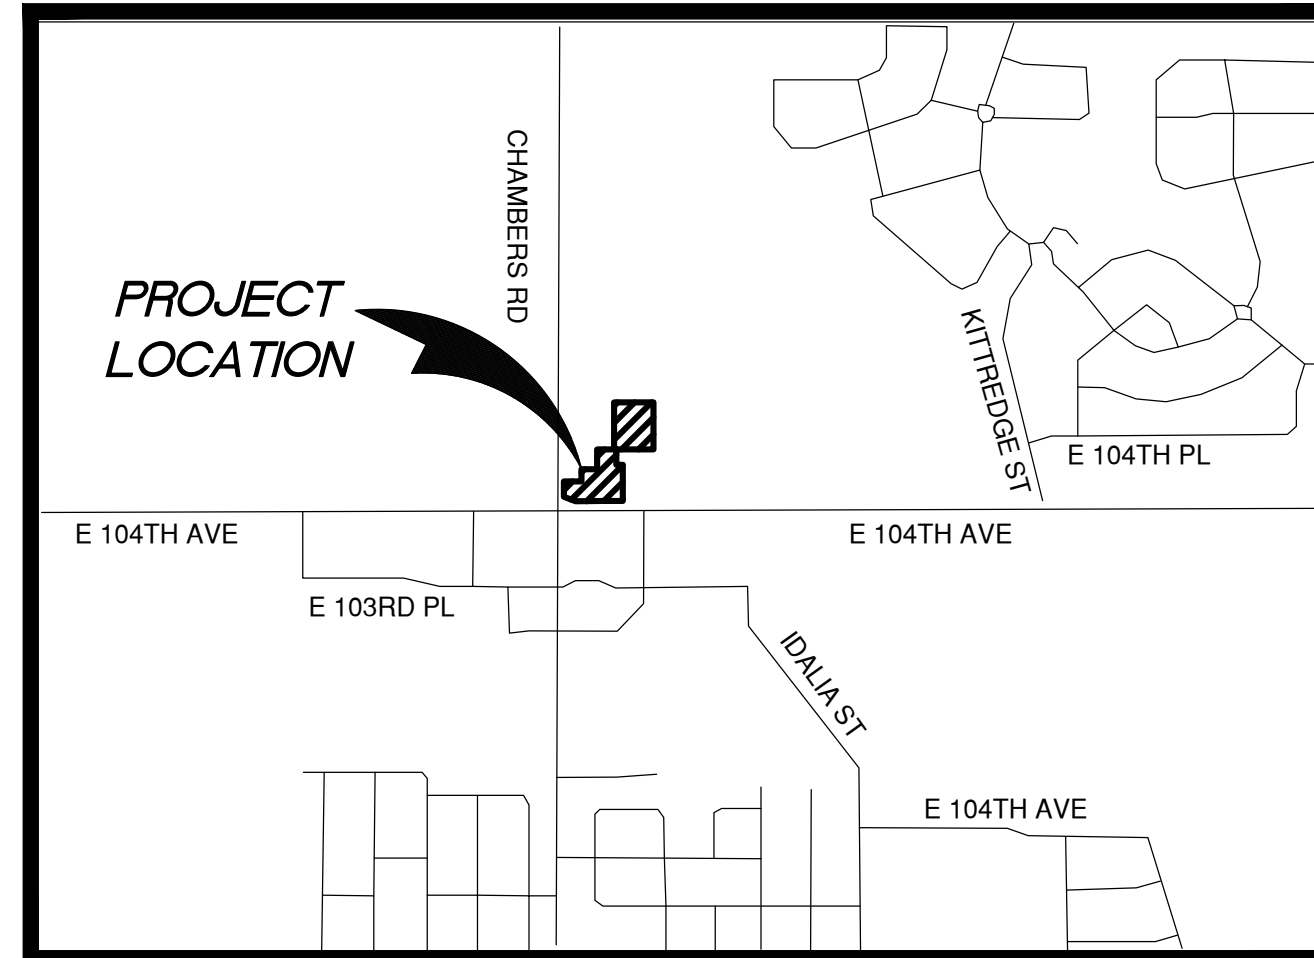 CHAMBERS RD
PROJECT
LOCATION
KITTREDGE ST
E 104TH PL
E 104TH AVE
E 104TH AVE
E 103RD PL
IDALIA ST
E 104TH AVE